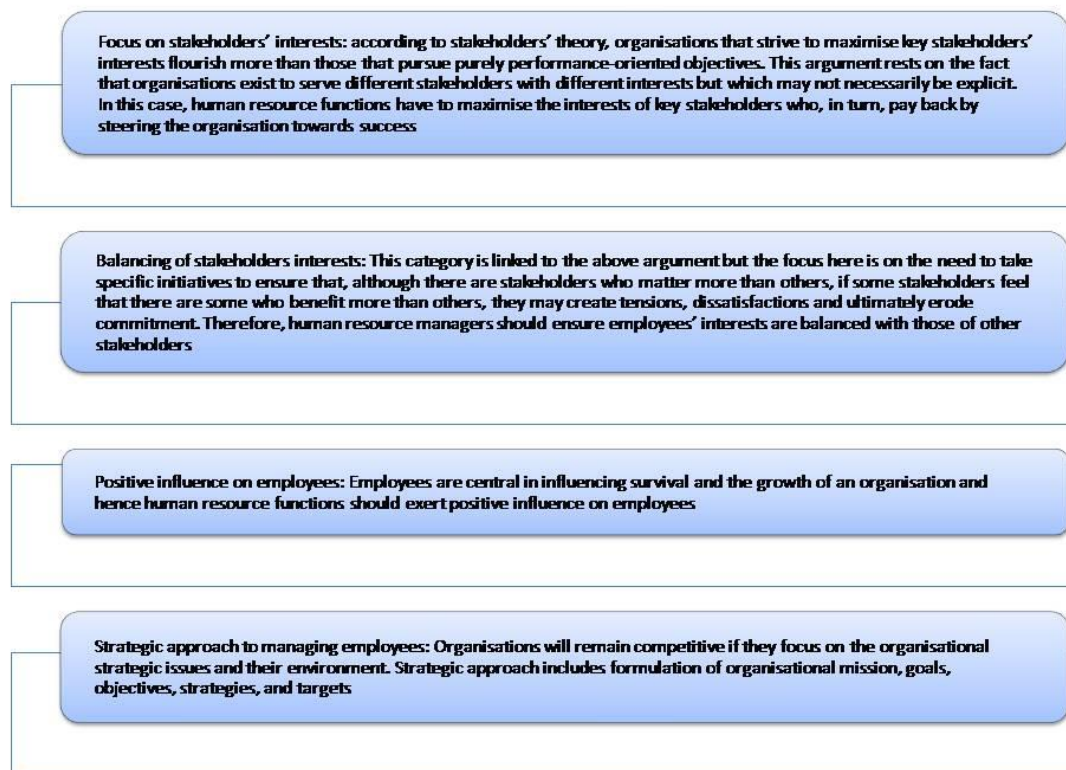 Focus on stakeholders' interests: according to stakeholders' theory, organisations that strive to maximise key stakeholders'
interests flourish more than those that pursue purely performance-oriented objectives. This argument rests on the fact
that organisations exist to serve different stakeholders with different interests but which may not necessarily be explicit.
In this case, human resource functions have to maximise the interests of key stakeholders who, in turn, pay back by
steering the organisation towards success
Balancing of stakeholders interests: This category is linked to the above argument but the focus here is on the need to take
specific initiatives to ensure that, although there are stakeholders who matter more than others, if some stakeholders feel
that there are some who benefit more than others, they may create tensions, dissatisfactions and ultimately erode
commitment. Therefore, human resource managers should ensure employees' interests are balanced with those of other
stakeholders
Positive influence on employees: Employees are central in influencing survival and the growth of an organisation and
hence human resource functions should exert positive influence on employees
Strategic approach to managing employees: Organisations will remain competitive if they focus on the organisational
strategic issues and their environment. Strategic approach includes formulation of organisational mission, goals,
objectives, strategies, and targets